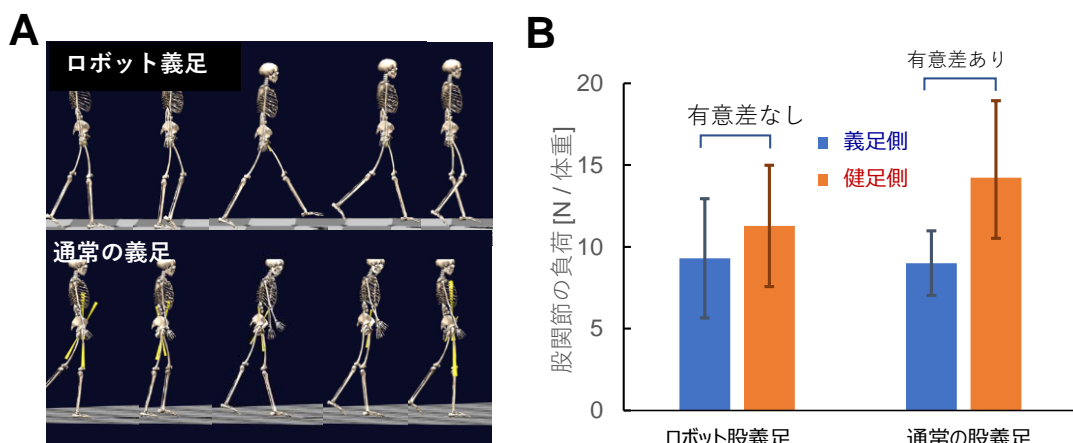 A
ロボット義足
通常の義足
B
有意差あり
有意差なし
義足側
健足側
股関節の負荷 [N / 体重]
20
15
10
5
0
ロボット股義足
通常の股義足